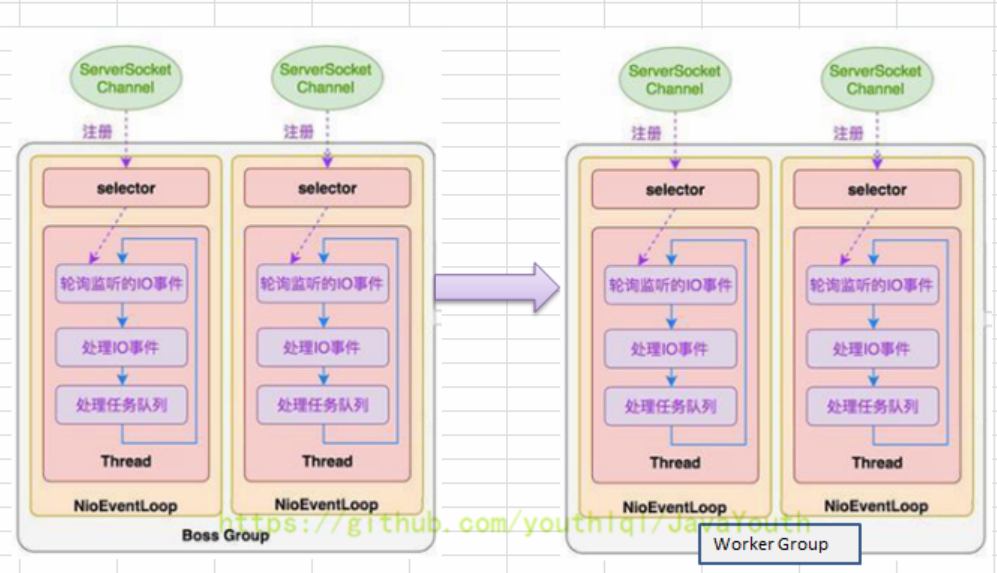 ServerSocket
Channel
ServerSocket
Channel
注册
注册
selector
selector
轮询监听的IO事件
轮询监听的IO事件
处理IO事件
处理IO事件
处理任务队列
处理任务队列
Thread
Thread
NioEventLoop
NioEventLoop
Boss Group
ServerSocket
Channel
ServerSocket
Channel
注册
注册
selector
selector
轮询监听的IO事件
轮询监听的IO事件
处理IO事件
处理IO事件
处理任务队列
处理任务队列
Thread
Thread
NioEventLoop
NioEventLoop
Worker Group
https://github.com/youthlql/JavaYouth